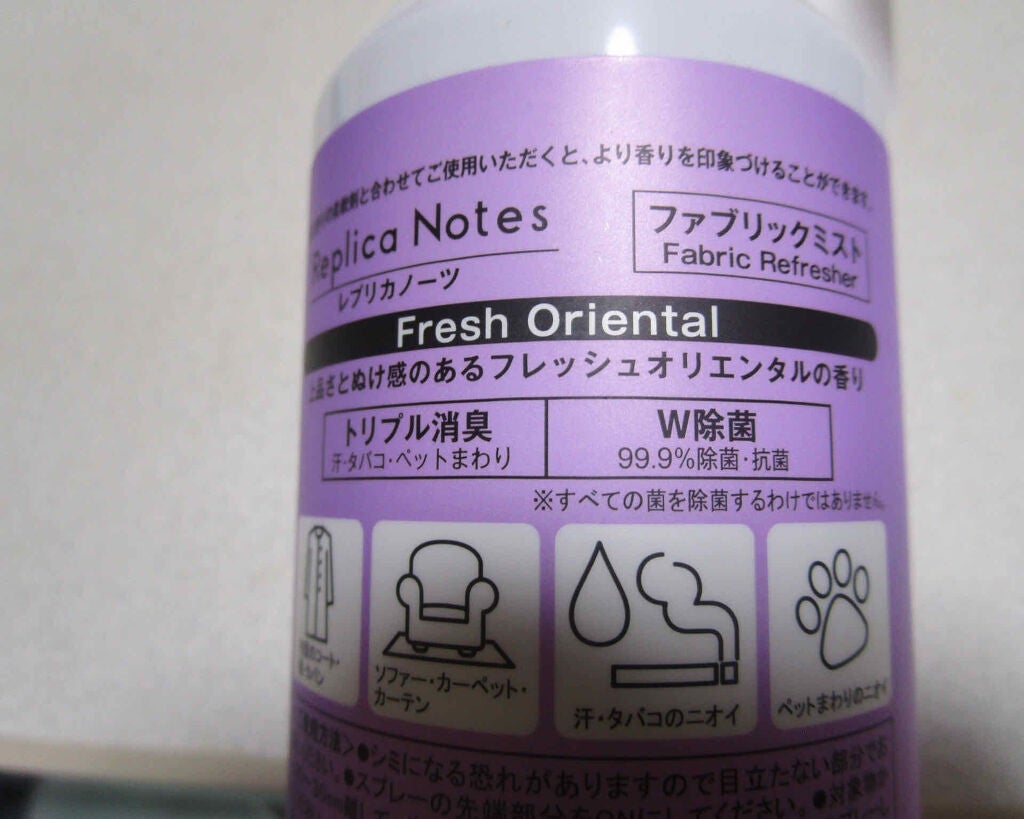 柔軟剤と合わせてご使用いただくと、より香りを印象づけることができます。
Replica Notes
レプリカノーツ
ファブリックミスト
Fabric Refresher
Fresh Oriental
上品さとぬけ感のあるフレッシュオリエンタルの香り
トリプル消臭
汗・タバコ・ペットまわり
W除菌
99.9%除菌・抗菌
※すべての菌を除菌するわけではありません。
ソファー・カーペット・
カーテン
汗・タバコのニオイ
ペットまわりのニオイ
方法>●シミになる恐れがありますので目立たない部分でお
さい。●スプレーの先端部分をONにしてください。●対象物か